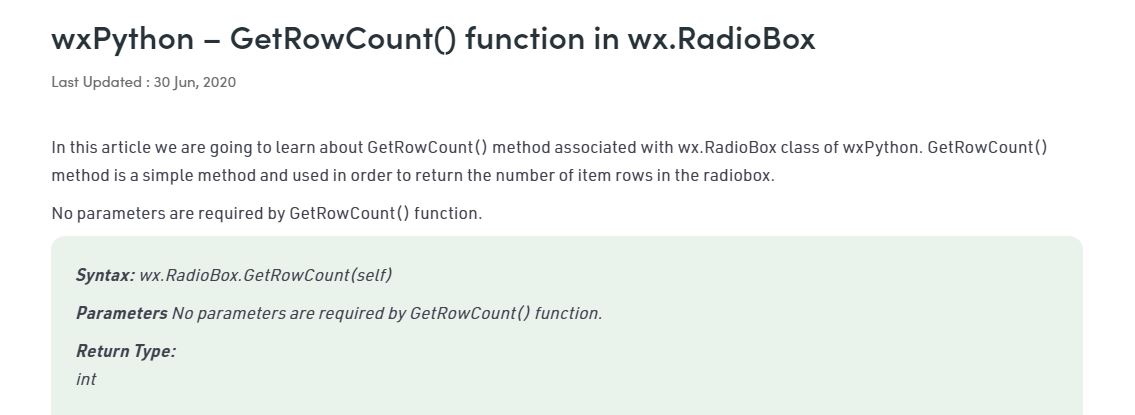 wxPython – GetRowCount() function in wx.RadioBox
Last Updated : 30 Jun, 2020
In this article we are going to learn about GetRowCount() method associated with wx.RadioBox class of wxPython. GetRowCount()
method is a simple method and used in order to return the number of item rows in the radiobox.
No parameters are required by GetRowCount() function.
Syntax: wx.RadioBox.GetRowCount(self)
Parameters No parameters are required by GetRowCount() function.
Return Type:
int